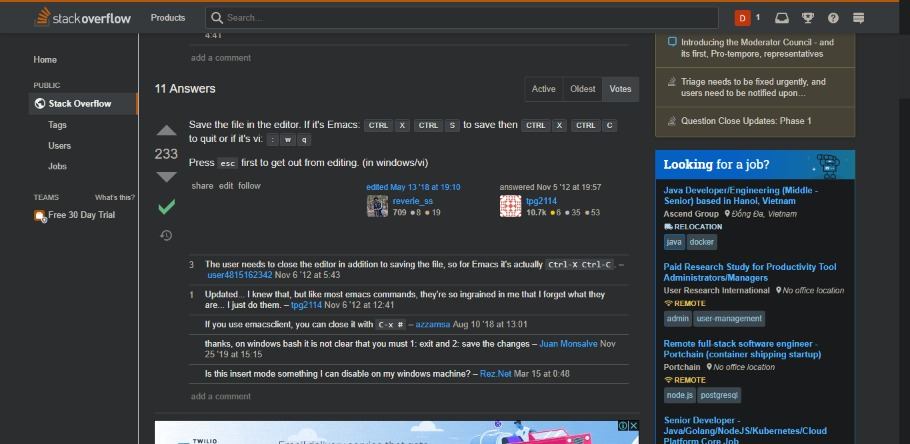 stackoverflow
Products
Search...
D 1
4:41
add a comment
Home
PUBLIC
Stack Overflow
Tags
Users
Jobs
TEAMS What's this?
Free 30 Day Trial
11 Answers
Active Oldest Votes
233
Save the file in the editor. If it's Emacs: CTRL X CTRL S to save then CTRL X CTRL C
to quit or if it's vi: : w q
Press esc first to get out from editing. (in windows/vi)
share edit follow
edited May 13 '18 at 19:10
reverie_ss
709 ●8 ●19
answered Nov 5 '12 at 19:57
tpg2114
10.7k ●6 ●35 ●53
3 The user needs to close the editor in addition to saving the file, so for Emacs it's actually Ctrl-X Ctrl-C. –
user4815162342 Nov 6 '12 at 5:43
1 Updated... I knew that, but like most emacs commands, they're so ingrained in me that I forget what they
are... I just do them. – tpg2114 Nov 6 '12 at 12:41
If you use emacsclient, you can close it with C-x # – azzamsa Aug 10 '18 at 13:01
thanks, on windows bash it is not clear that you must 1: exit and 2: save the changes – Juan Monsalve Nov
25 '19 at 15:15
Is this insert mode something I can disable on my windows machine? – Rez.Net Mar 15 at 0:48
add a comment
TWILIO
Email delivery service that gets
Introducing the Moderator Council - and
its first, Pro-tempore, representatives
Triage needs to be fixed urgently, and
users need to be notified upon...
Question Close Updates: Phase 1
Looking for a job?
Java Developer/Engineering (Middle -
Senior) based in Hanoi, Vietnam
Ascend Group Đống Đa, Vietnam
RELOCATION
java docker
Paid Research Study for Productivity Tool
Administrators/Managers
User Research International No office location
REMOTE
admin user-management
Remote full-stack software engineer -
Portchain (container shipping startup)
Portchain No office location
REMOTE
node.js postgresql
Senior Developer -
Java/Golang/NodeJS/Kubernetes/Cloud
Platform Core Job